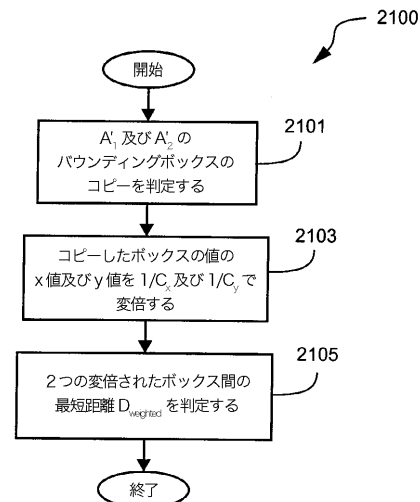 2100
開始
2101
A'₁ 及び A'₂ の
バウンディングボックスの
コピーを判定する
2103
コピーしたボックスの値の
x値及びy値を 1/Cₓ 及び 1/C_y で
変倍する
2105
2つの変倍されたボックス間の
最短距離 D_weighted を判定する
終了